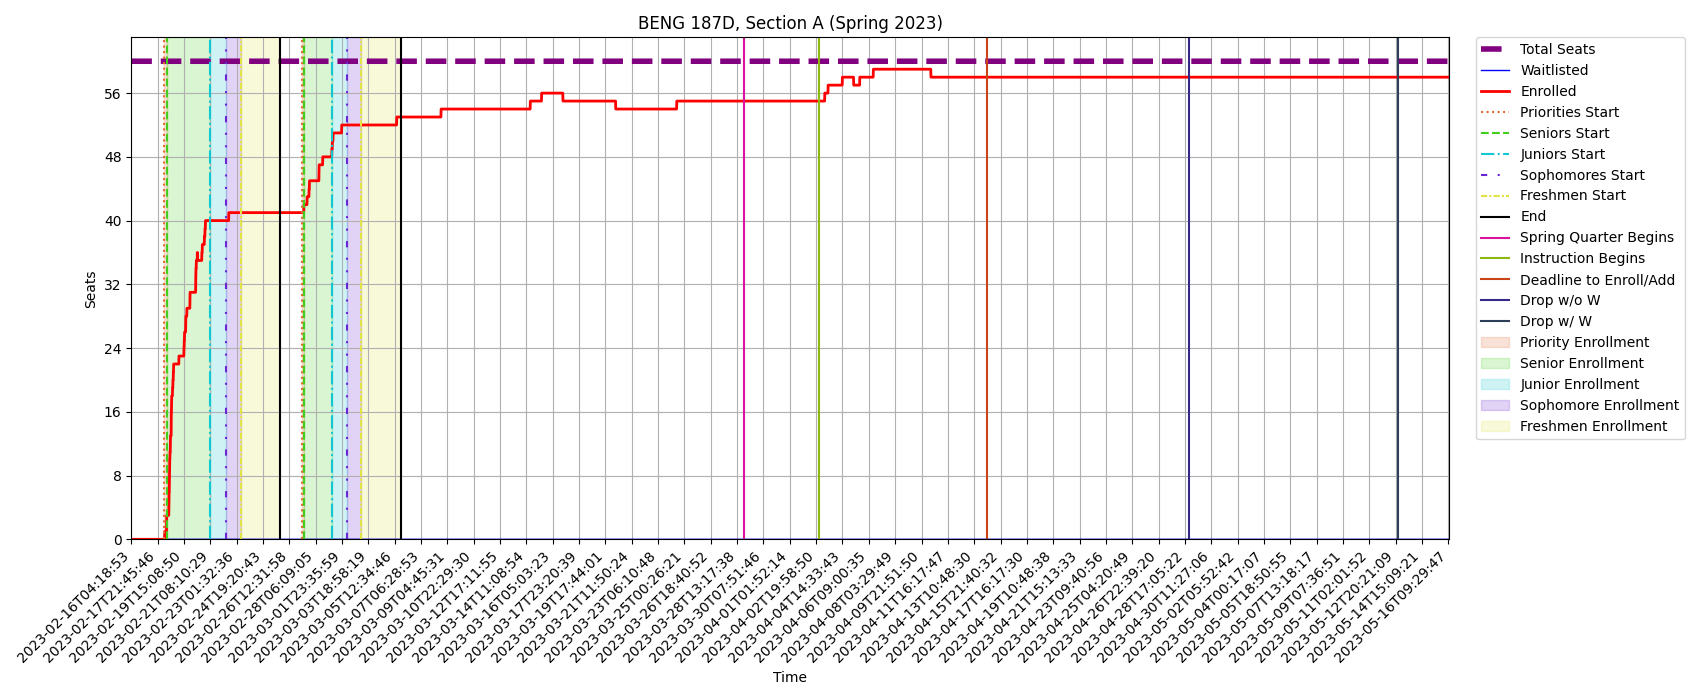 BENG 187D, Section A (Spring 2023)
Seats
56
48
40
32
24
16
8
0
2023-02-16T04:18:53
2023-02-17T21:45:46
2023-02-19T15:08:50
2023-02-21T08:10:29
2023-02-23T01:32:36
2023-02-24T19:20:43
2023-02-26T12:31:58
2023-02-28T06:09:05
2023-03-01T23:35:59
2023-03-03T18:58:19
2023-03-05T12:34:46
2023-03-07T06:28:53
2023-03-09T04:45:31
2023-03-10T22:29:30
2023-03-12T17:11:55
2023-03-14T11:08:54
2023-03-16T05:03:23
2023-03-17T23:20:39
2023-03-19T17:44:01
2023-03-21T11:50:24
2023-03-23T06:10:48
2023-03-25T00:26:21
2023-03-26T18:40:52
2023-03-28T13:17:38
2023-03-30T07:51:46
2023-04-01T01:52:14
2023-04-02T19:58:50
2023-04-04T14:33:43
2023-04-06T09:00:35
2023-04-08T03:29:49
2023-04-09T21:51:50
2023-04-11T16:17:47
2023-04-13T10:48:30
2023-04-15T21:40:32
2023-04-17T16:17:30
2023-04-19T10:48:38
2023-04-21T15:13:33
2023-04-23T09:40:56
2023-04-25T04:20:49
2023-04-26T22:39:20
2023-04-28T17:05:22
2023-04-30T11:27:06
2023-05-02T05:52:42
2023-05-04T00:17:07
2023-05-05T18:50:55
2023-05-07T13:18:17
2023-05-09T07:36:51
2023-05-11T02:01:52
2023-05-12T20:21:09
2023-05-14T15:09:21
2023-05-16T09:29:47
Time
Total Seats
Waitlisted
Enrolled
Priorities Start
Seniors Start
Juniors Start
Sophomores Start
Freshmen Start
End
Spring Quarter Begins
Instruction Begins
Deadline to Enroll/Add
Drop w/o W
Drop w/ W
Priority Enrollment
Senior Enrollment
Junior Enrollment
Sophomore Enrollment
Freshmen Enrollment